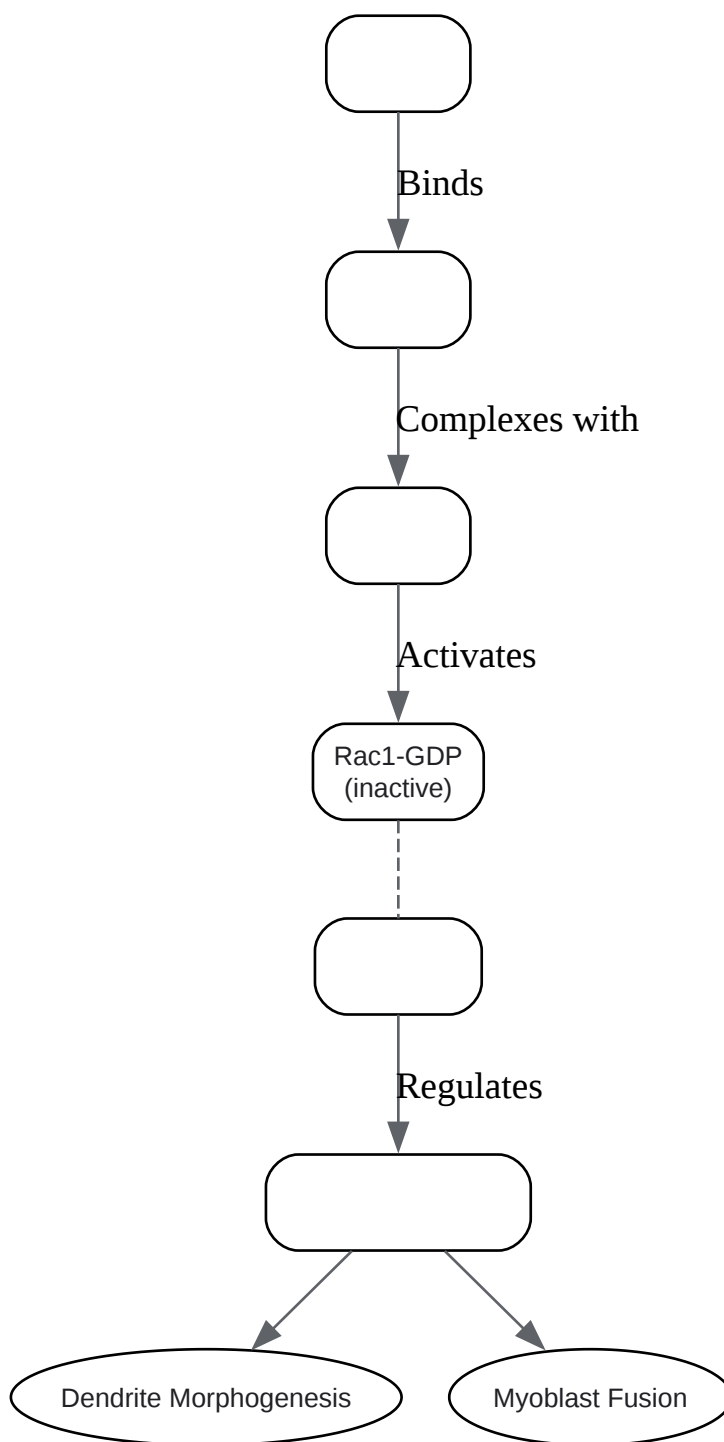 Binds
Complexes with
Activates
Rac1-GDP
(inactive)
Regulates
Dendrite Morphogenesis
Myoblast Fusion